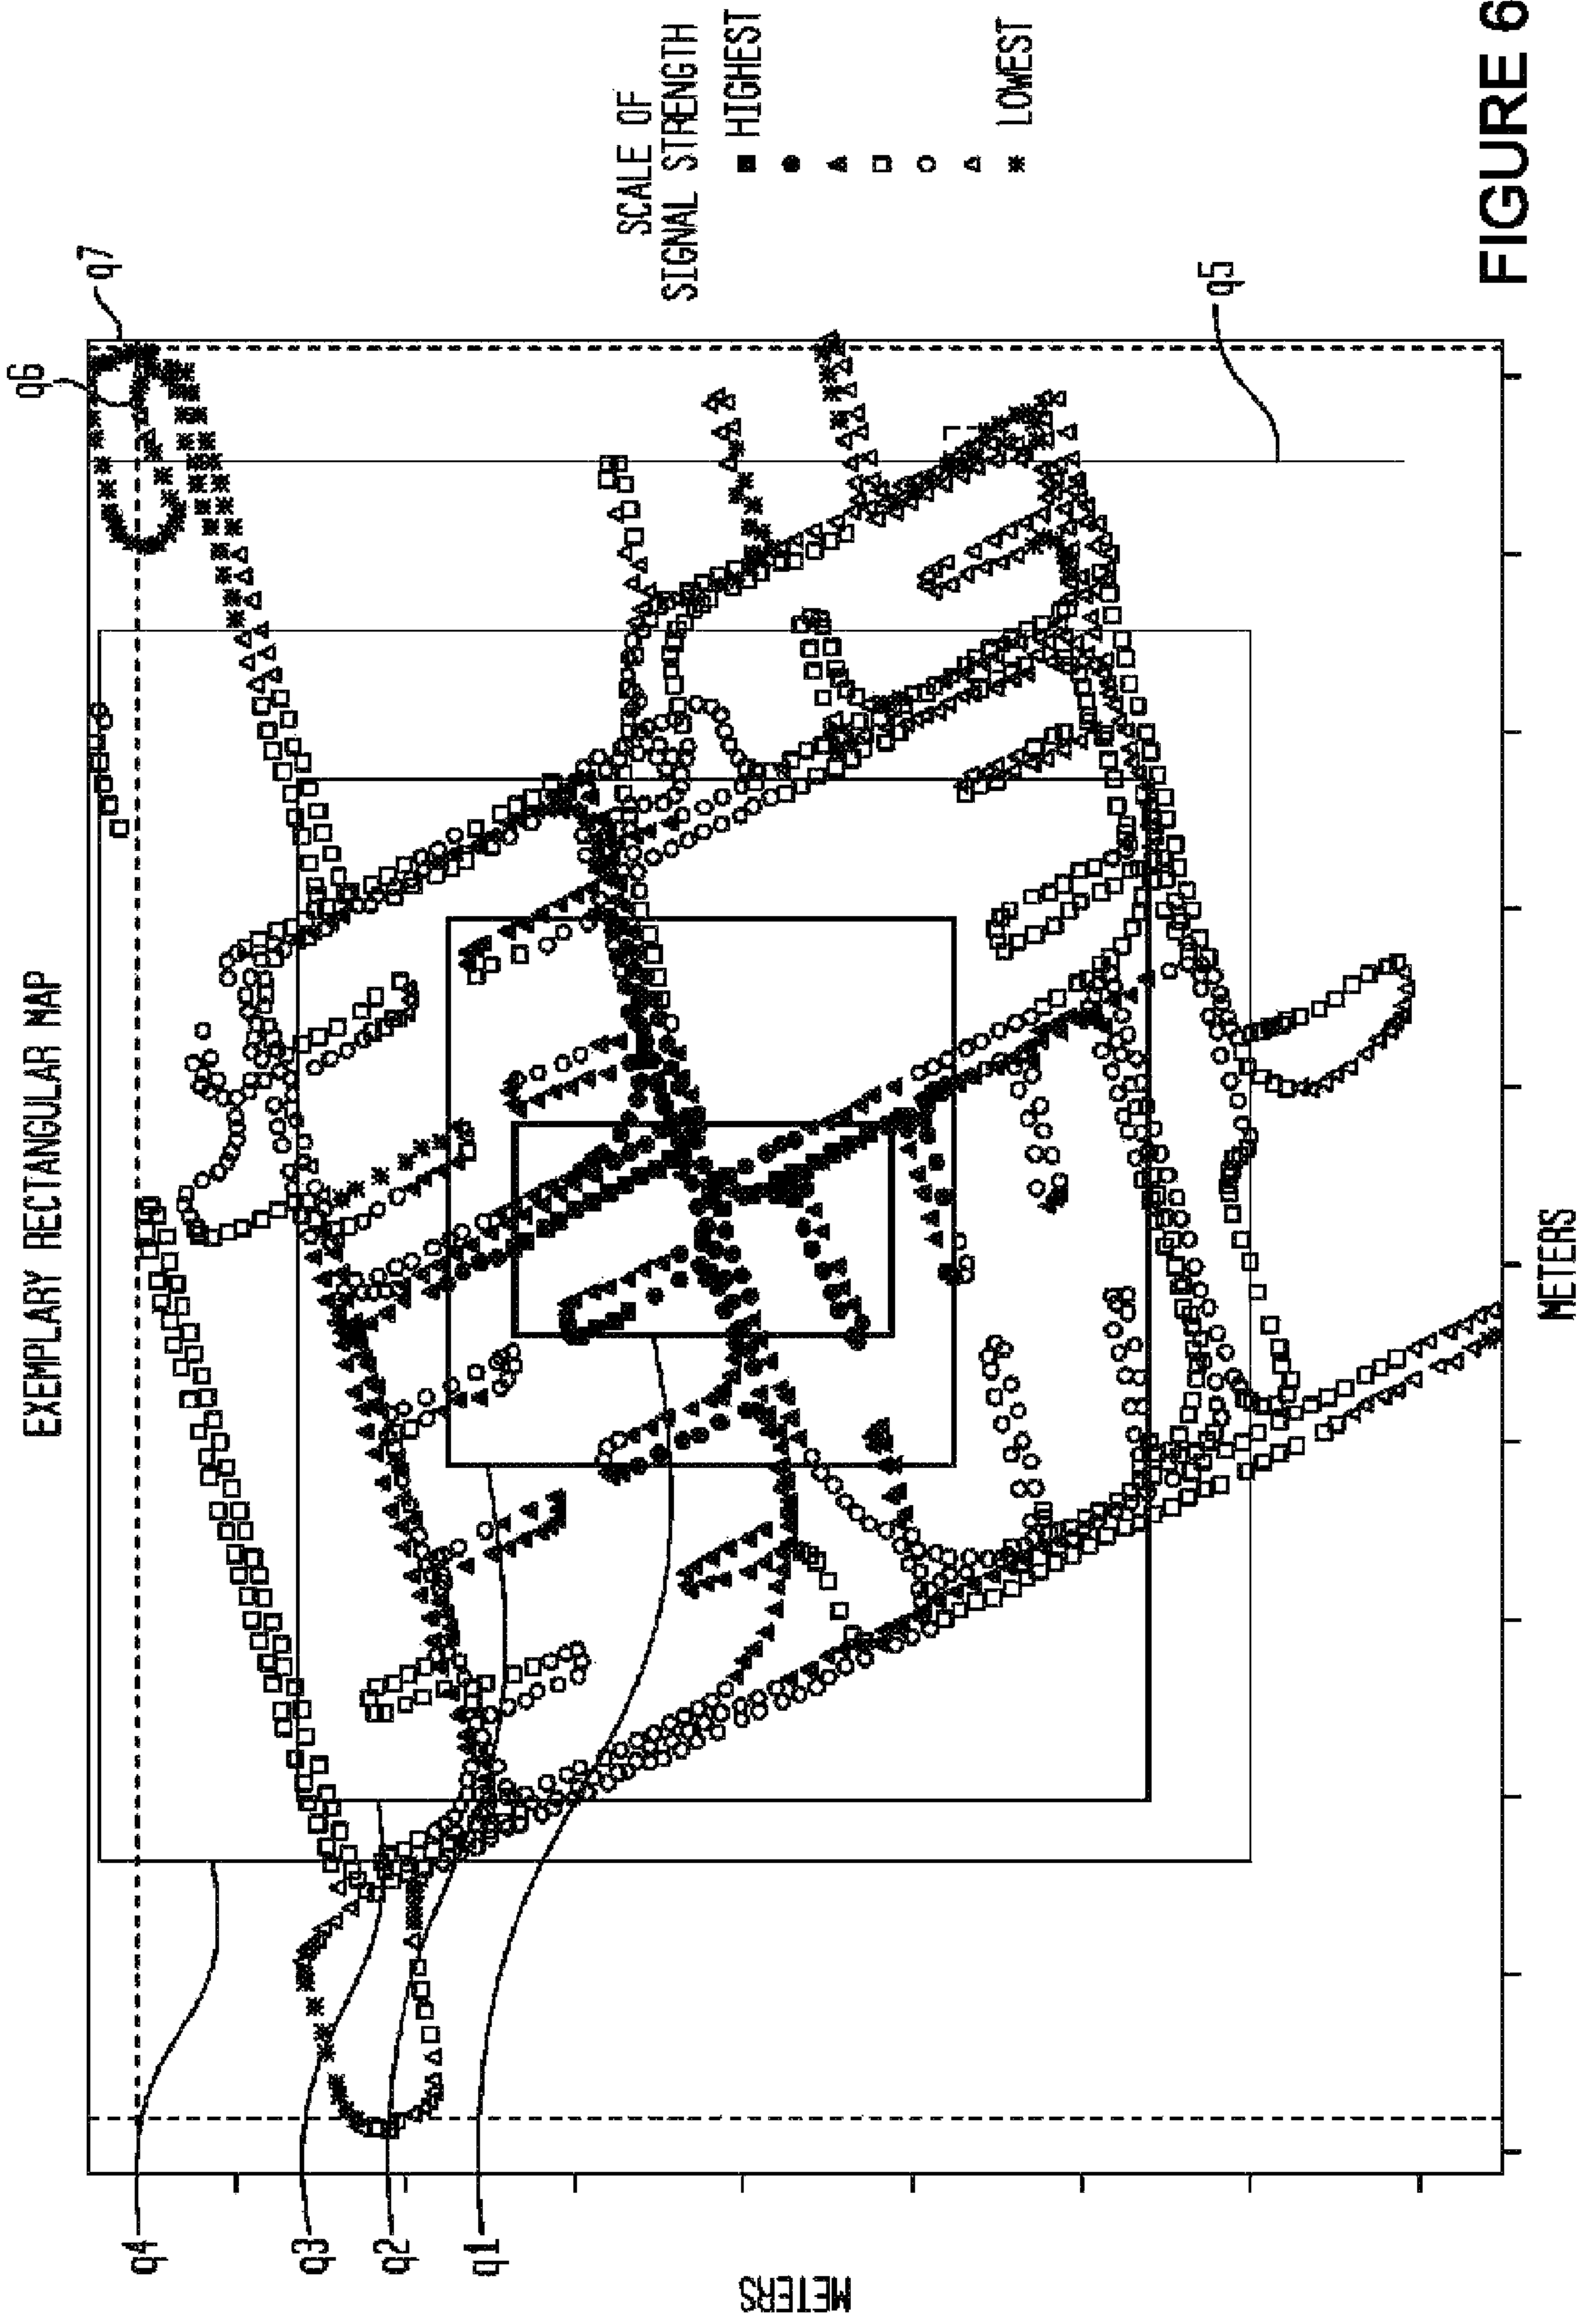 EXEMPLARY RECTANGULAR MAP
q6
q7
SCALE OF
SIGNAL STRENGTH
HIGHEST
LOWEST
q5
q4
q3
q2
q1
METERS
METERS
FIGURE 6